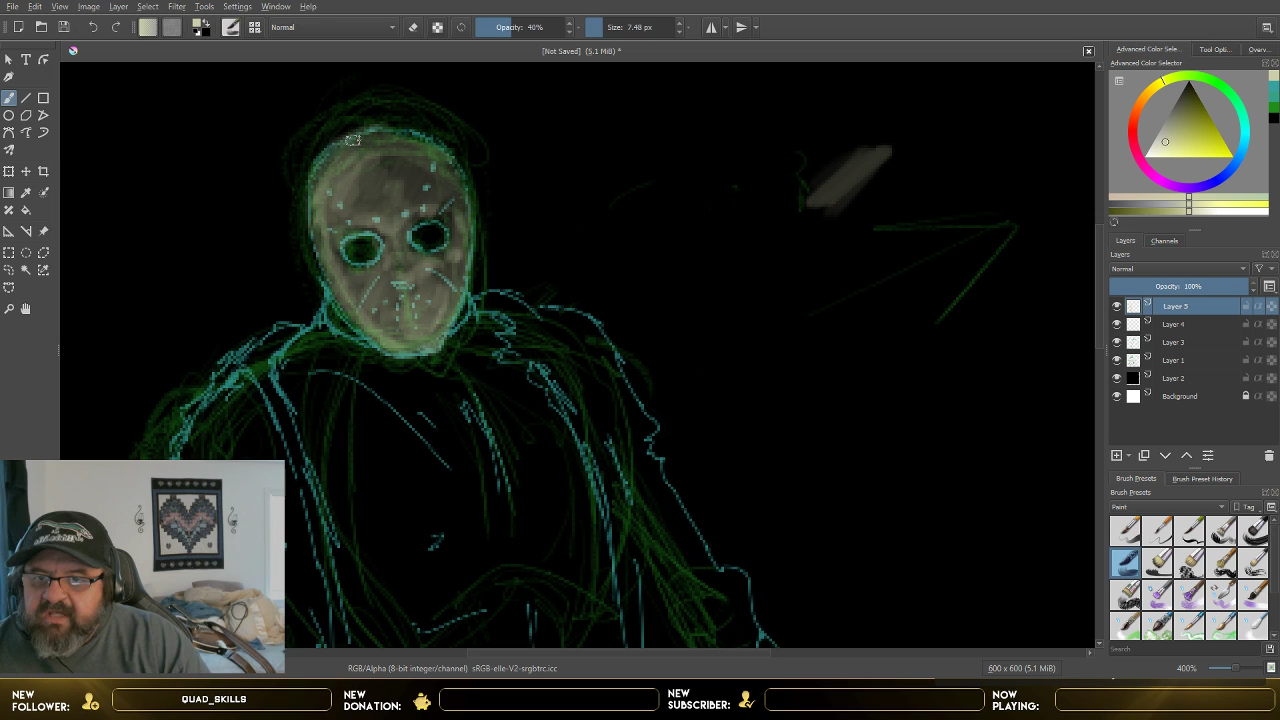 File Edit View Image Layer Select Filter Tools Settings Window Help
Normal Opacity: 40% Size: 7.48 px
[Not Saved] (5.1 MiB) *
Advanced Color Sele... Tool Opti... Overv...
Advanced Color Selector
Layers Channels
Layers
Normal
Opacity: 100%
Layer 5
Layer 4
Layer 3
Layer 1
Layer 2
Background
Brush Presets Brush Preset History
Brush Presets
Paint Tag
Search
RGB/Alpha (8-bit integer/channel) sRGB-elle-V2-srgbtrc.icc 600 x 600 (5.1 MiB) 400%
NEW FOLLOWER: QUAD_SKILLS NEW DONATION: NEW SUBSCRIBER: NOW PLAYING: